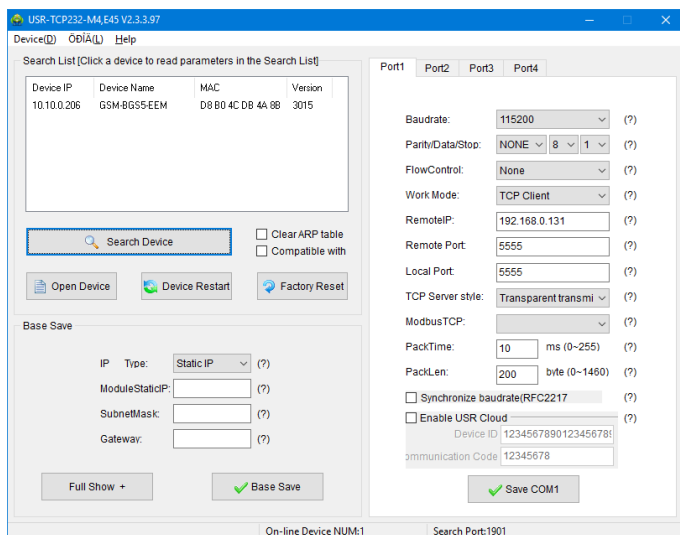 USR-TCP232-M4,E45 V2.3.3.97
Device(D) ÓïÑÔ(L) Help
Search List [Click a device to read parameters in the Search List]
Device IP Device Name MAC Version
10.10.0.206 GSM-BGS5-EEM D8 B0 4C DB 4A 8B 3015
Search Device
Clear ARP table
Compatible with
Open Device Device Restart Factory Reset
Base Save
IP Type: Static IP (?)
ModuleStaticIP: (?)
SubnetMask: (?)
Gateway: (?)
Full Show + Base Save
Port1 Port2 Port3 Port4
Baudrate: 115200 (?)
Parity/Data/Stop: NONE 8 1 (?)
FlowControl: None (?)
Work Mode: TCP Client (?)
RemoteIP: 192.168.0.131 (?)
Remote Port: 5555 (?)
Local Port: 5555 (?)
TCP Server style: Transparent transmi (?)
ModbusTCP: (?)
PackTime: 10 ms (0~255) (?)
PackLen: 200 byte (0~1460) (?)
Synchronize baudrate(RFC2217 (?)
Enable USR Cloud (?)
Device ID 1234567890123456789
ommunication Code 12345678
Save COM1
On-line Device NUM:1 Search Port:1901